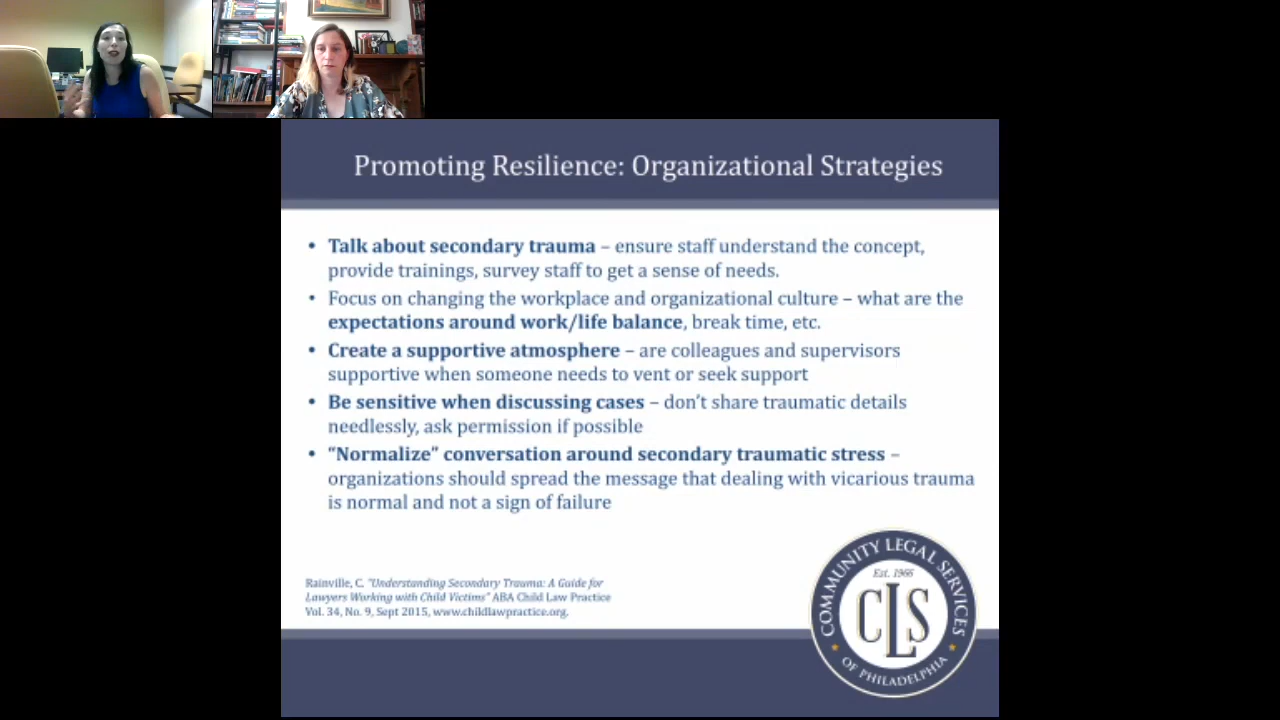 Promoting Resilience: Organizational Strategies
• Talk about secondary trauma – ensure staff understand the concept,
provide trainings, survey staff to get a sense of needs.
• Focus on changing the workplace and organizational culture – what are the
expectations around work/life balance, break time, etc.
• Create a supportive atmosphere – are colleagues and supervisors
supportive when someone needs to vent or seek support
• Be sensitive when discussing cases – don't share traumatic details
needlessly, ask permission if possible
• "Normalize" conversation around secondary traumatic stress –
organizations should spread the message that dealing with vicarious trauma
is normal and not a sign of failure
Rainville, C. "Understanding Secondary Trauma: A Guide for
Lawyers Working with Child Victims" ABA Child Law Practice
Vol. 34, No. 9, Sept 2015, www.childlawpractice.org.
COMMUNITY LEGAL SERVICES
Est. 1966
CLS
OF PHILADELPHIA